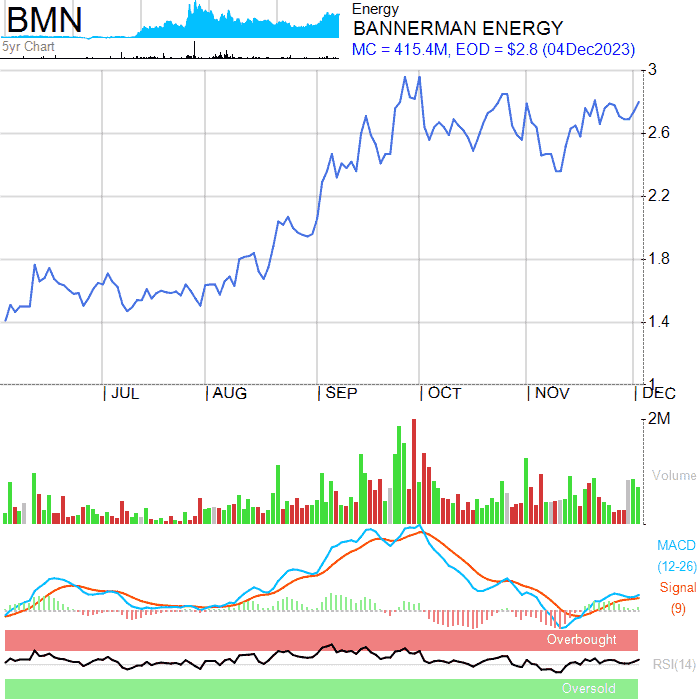 BMN
5yr Chart
Energy
BANNERMAN ENERGY
MC = 415.4M, EOD = $2.8 (04Dec2023)
3
2.6
2.2
1.8
1.4
1
JUL AUG SEP OCT NOV DEC
2M
Volume
MACD
(12-26)
Signal
(9)
Overbought
RSI(14)
Oversold